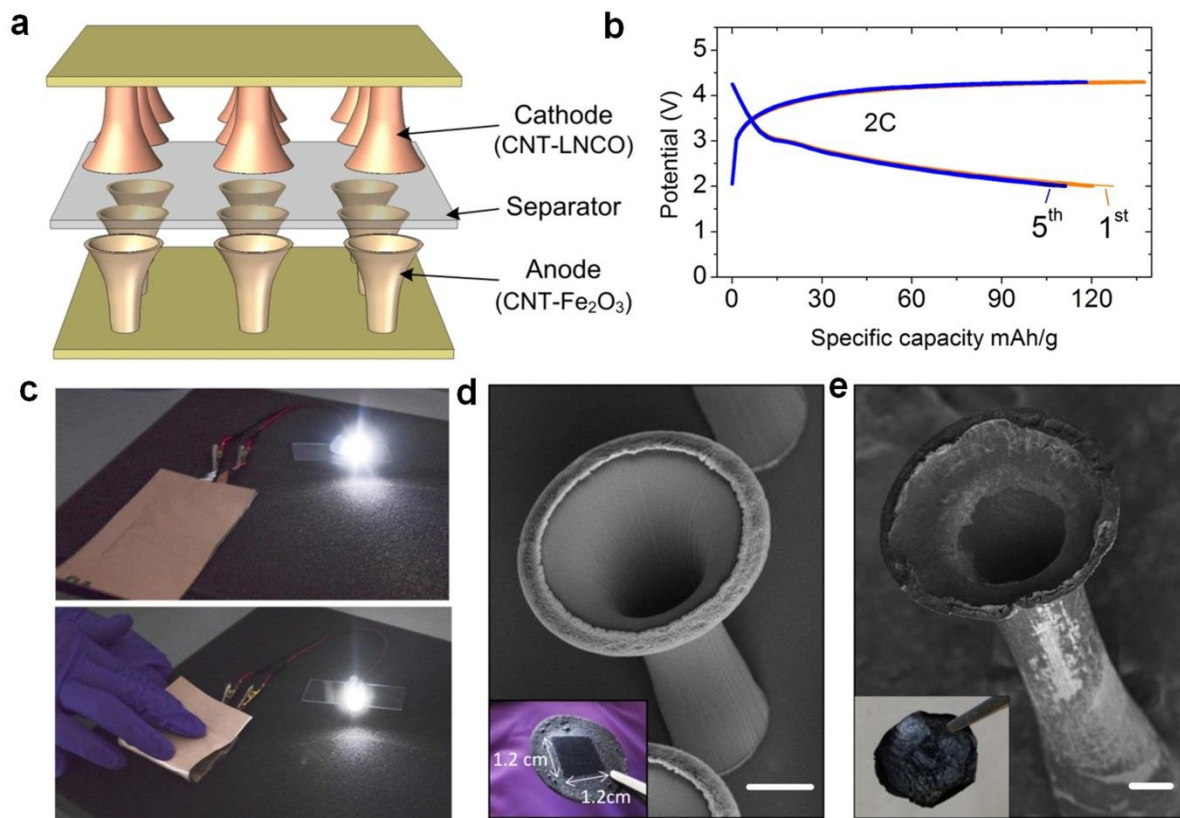 a
Cathode
(CNT-LNCO)
Separator
Anode
(CNT-Fe₂O₃)
b
Potential (V)
5
4
3
2
1
0
2C
5ᵗʰ
1ˢᵗ
0 30 60 90 120
Specific capacity mAh/g
c
d
1.2 cm
1.2cm
e